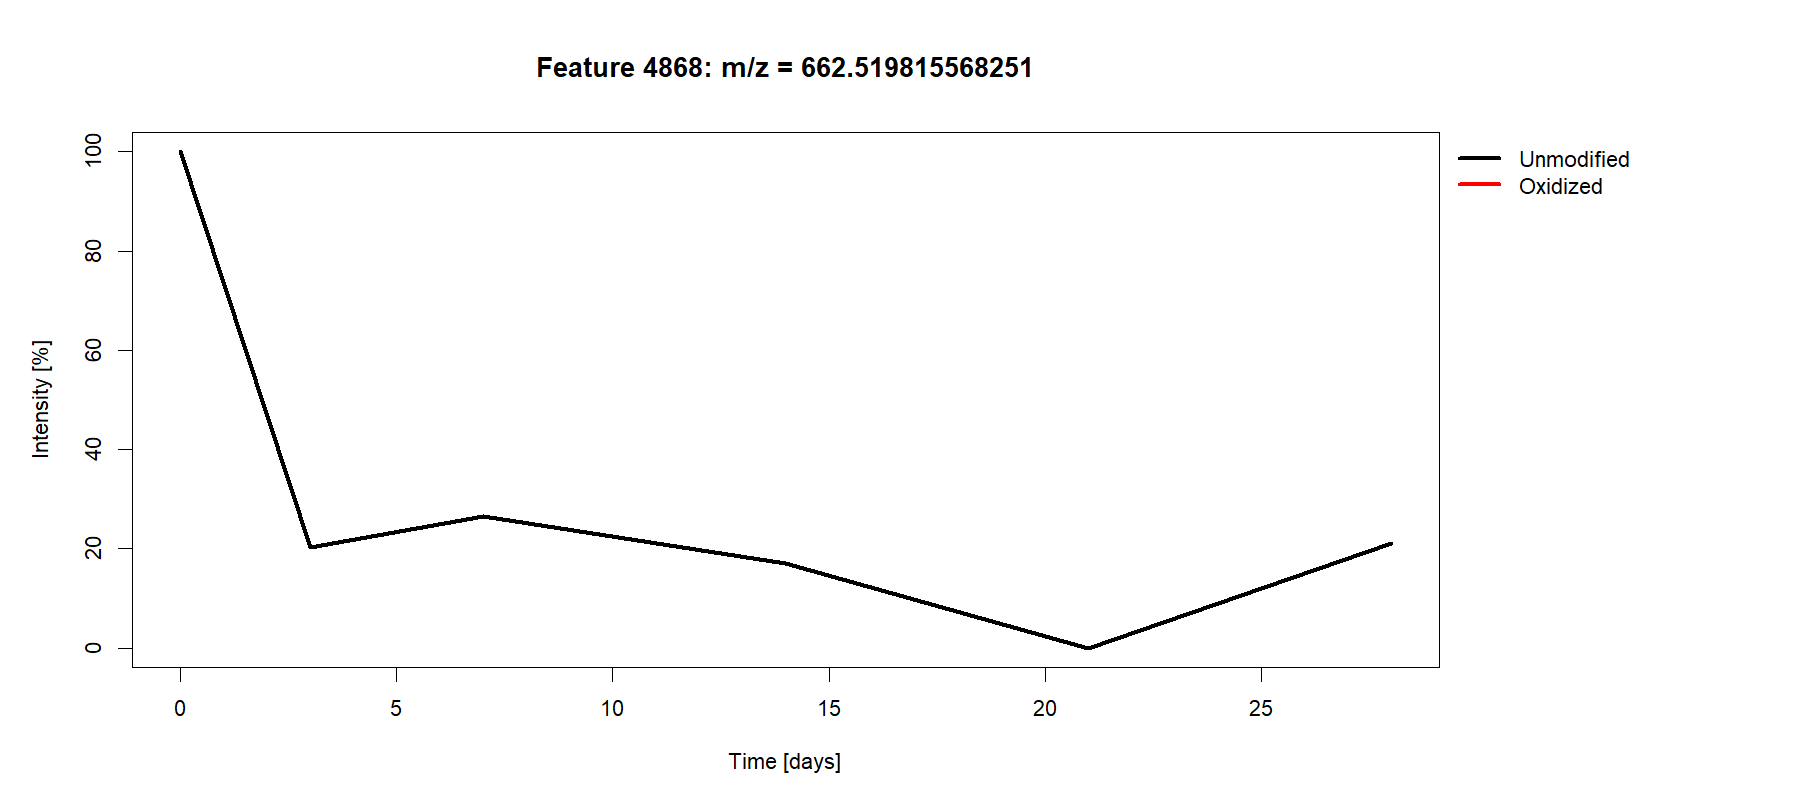 Feature 4868: m/z = 662.519815568251
Unmodified
Oxidized
Intensity [%]
100
80
60
40
20
0
0 5 10 15 20 25
Time [days]